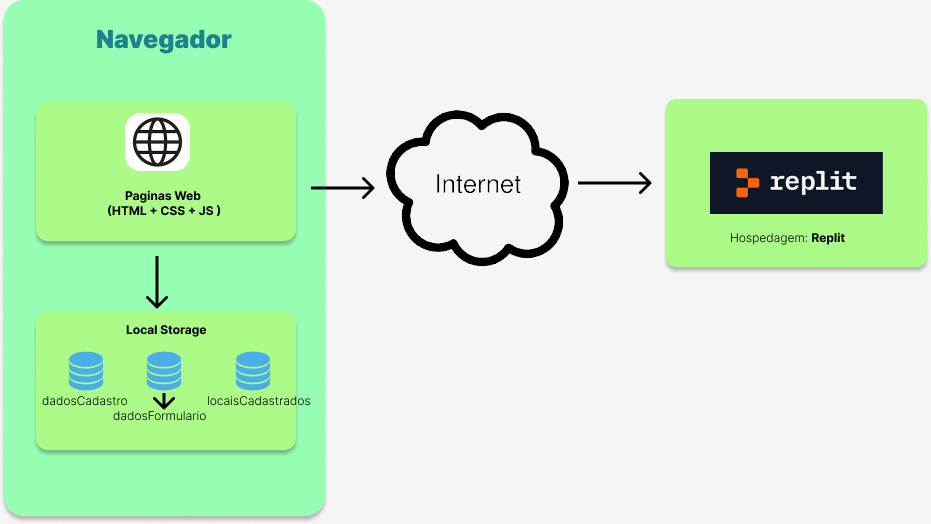 Navegador
Paginas Web
(HTML + CSS + JS )
Local Storage
dadosCadastro
dadosFormulario
locaisCadastrados
Internet
replit
Hospedagem: Replit